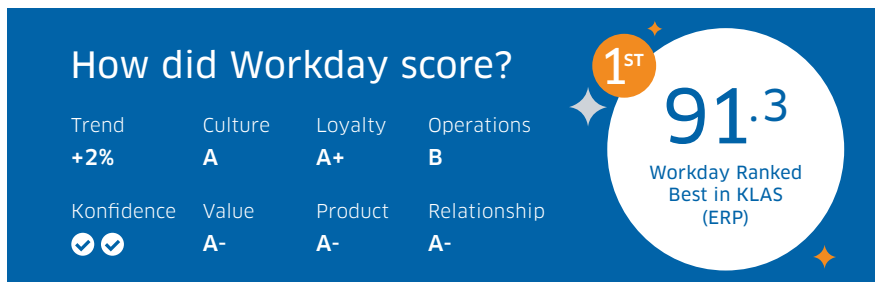 How did Workday score?
Trend Culture Loyalty Operations
+2% A A+ B
Konfidence Value Product Relationship
A- A- A-
1ST
91.3
Workday Ranked
Best in KLAS
(ERP)